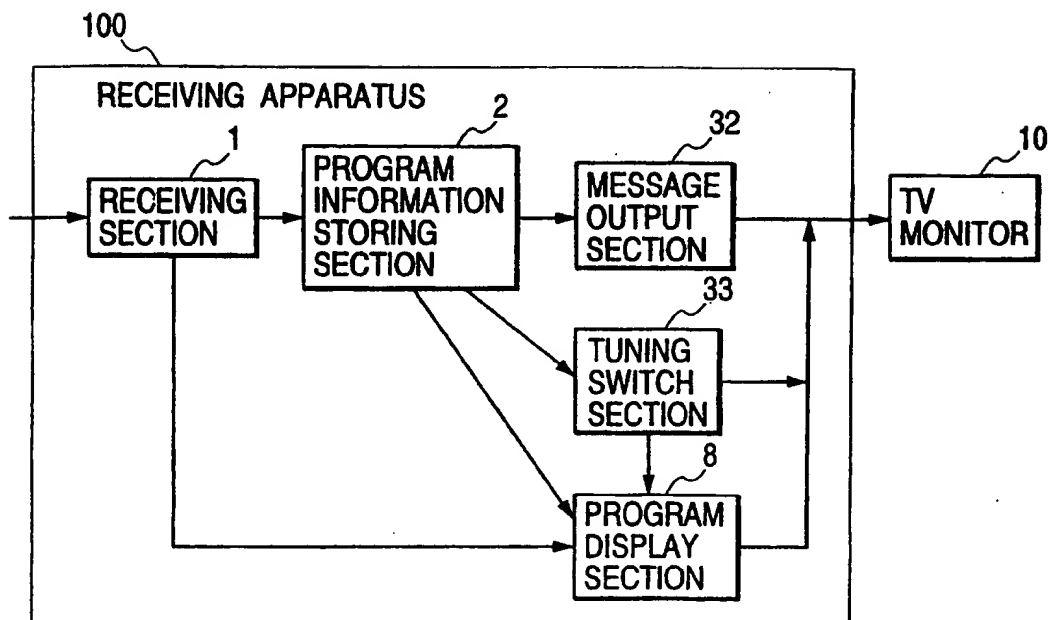 100
RECEIVING APPARATUS
1
RECEIVING
SECTION
2
PROGRAM
INFORMATION
STORING
SECTION
32
MESSAGE
OUTPUT
SECTION
10
TV
MONITOR
33
TUNING
SWITCH
SECTION
8
PROGRAM
DISPLAY
SECTION